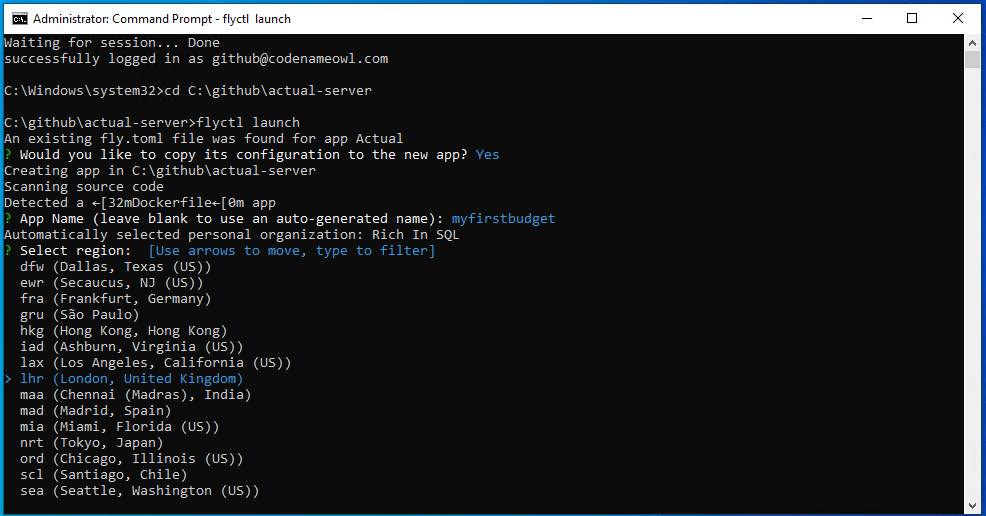 Administrator: Command Prompt - flyctl launch
Waiting for session... Done
successfully logged in as github@codenameowl.com
C:\Windows\system32>cd C:\github\actual-server
C:\github\actual-server>flyctl launch
An existing fly.toml file was found for app Actual
? Would you like to copy its configuration to the new app? Yes
Creating app in C:\github\actual-server
Scanning source code
Detected a ←[32mDockerfile←[0m app
? App Name (leave blank to use an auto-generated name): myfirstbudget
Automatically selected personal organization: Rich In SQL
? Select region:  [Use arrows to move, type to filter]
  dfw (Dallas, Texas (US))
  ewr (Secaucus, NJ (US))
  fra (Frankfurt, Germany)
  gru (São Paulo)
  hkg (Hong Kong, Hong Kong)
  iad (Ashburn, Virginia (US))
  lax (Los Angeles, California (US))
> lhr (London, United Kingdom)
  maa (Chennai (Madras), India)
  mad (Madrid, Spain)
  mia (Miami, Florida (US))
  nrt (Tokyo, Japan)
  ord (Chicago, Illinois (US))
  scl (Santiago, Chile)
  sea (Seattle, Washington (US))